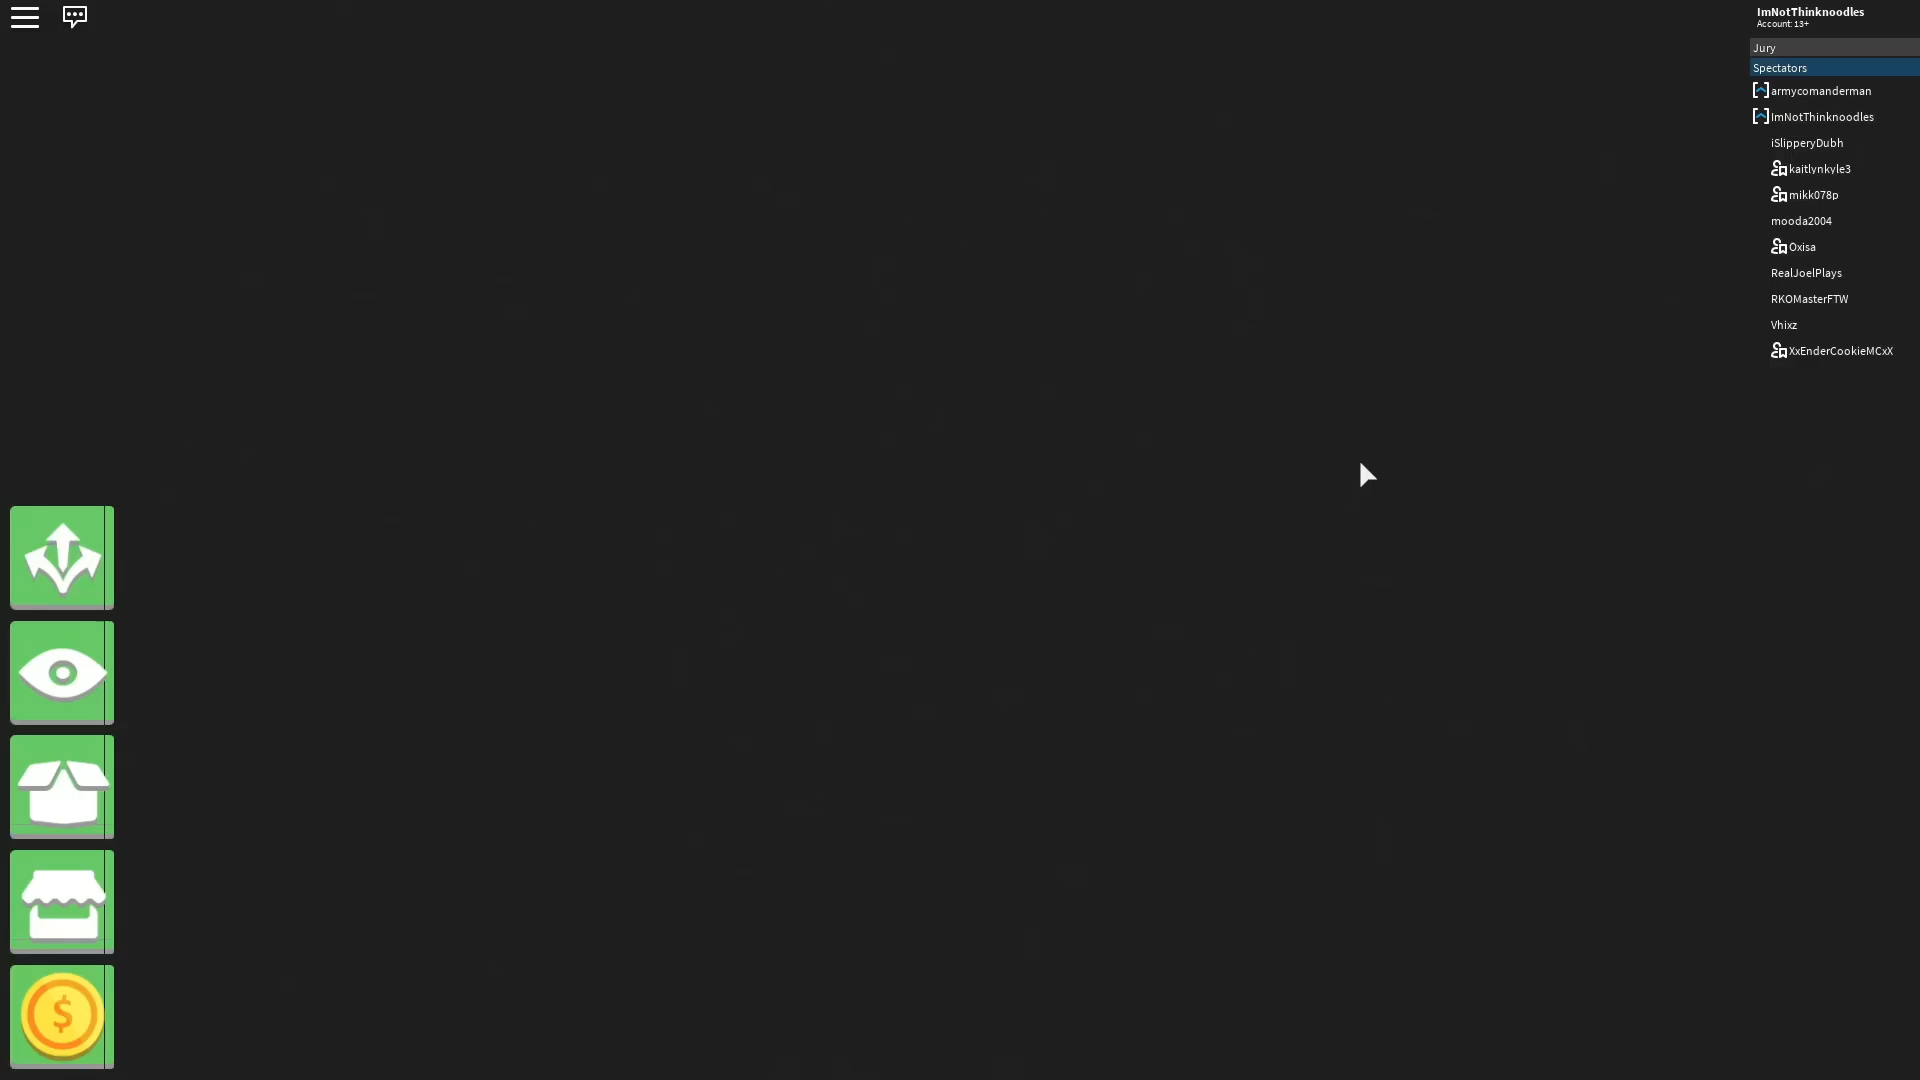 ImNotThinknoodles
Account: 13+
Jury
Spectators
armycomanderman
ImNotThinknoodles
iSlipperyDubh
kaitlynkyle3
mikk078p
mooda2004
Oxisa
RealJoelPlays
RKOMasterFTW
Vhixz
XxEnderCookieMCxX
$